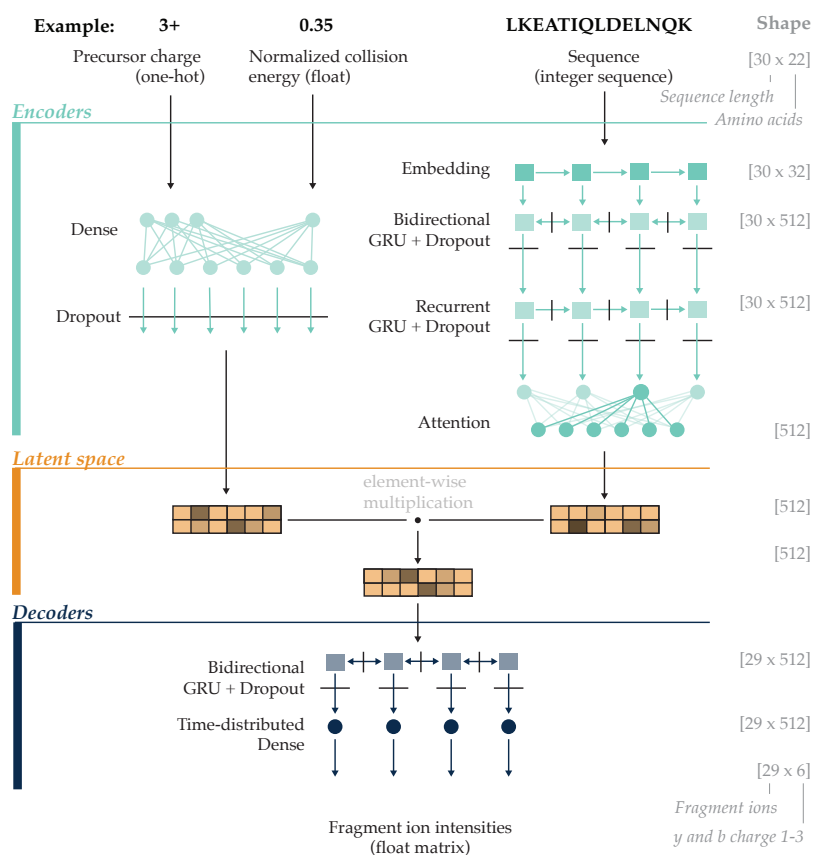 Example: 3+ 0.35 LKEATIQLDELNQK Shape
Precursor charge
(one-hot)
Normalized collision
energy (float)
Sequence
(integer sequence)
[30 x 22]
Sequence length
Amino acids
Encoders
Embedding
[30 x 32]
Dense
Bidirectional
GRU + Dropout
[30 x 512]
Dropout
Recurrent
GRU + Dropout
[30 x 512]
Attention
[512]
Latent space
element-wise
multiplication
[512]
[512]
Decoders
Bidirectional
GRU + Dropout
[29 x 512]
Time-distributed
Dense
[29 x 512]
[29 x 6]
Fragment ions
y and b charge 1-3
Fragment ion intensities
(float matrix)